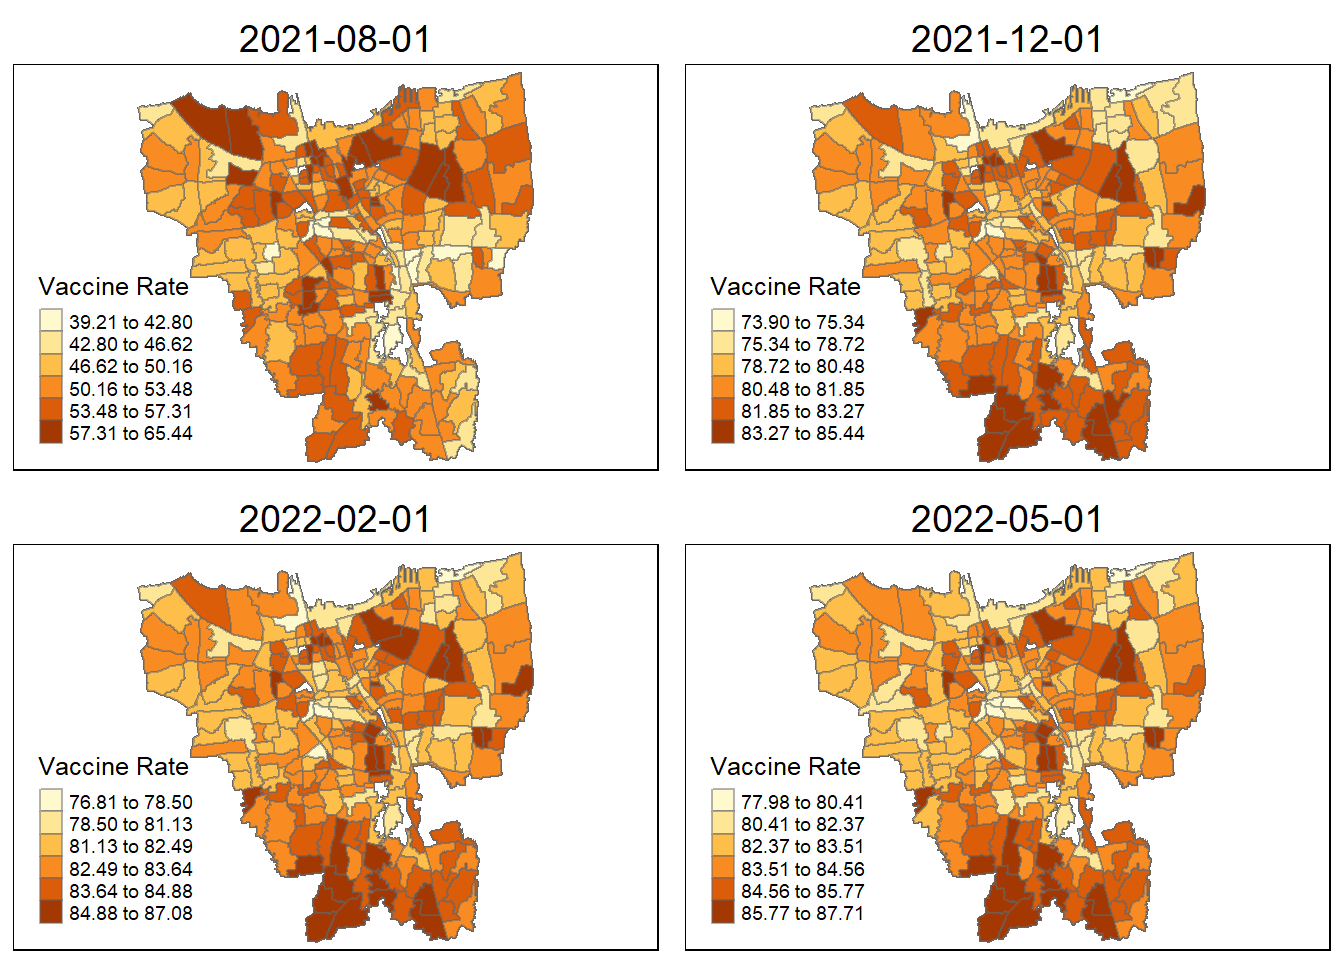 2021-08-01
Vaccine Rate
39.21 to 42.80
42.80 to 46.62
46.62 to 50.16
50.16 to 53.48
53.48 to 57.31
57.31 to 65.44
2021-12-01
Vaccine Rate
73.90 to 75.34
75.34 to 78.72
78.72 to 80.48
80.48 to 81.85
81.85 to 83.27
83.27 to 85.44
2022-02-01
Vaccine Rate
76.81 to 78.50
78.50 to 81.13
81.13 to 82.49
82.49 to 83.64
83.64 to 84.88
84.88 to 87.08
2022-05-01
Vaccine Rate
77.98 to 80.41
80.41 to 82.37
82.37 to 83.51
83.51 to 84.56
84.56 to 85.77
85.77 to 87.71